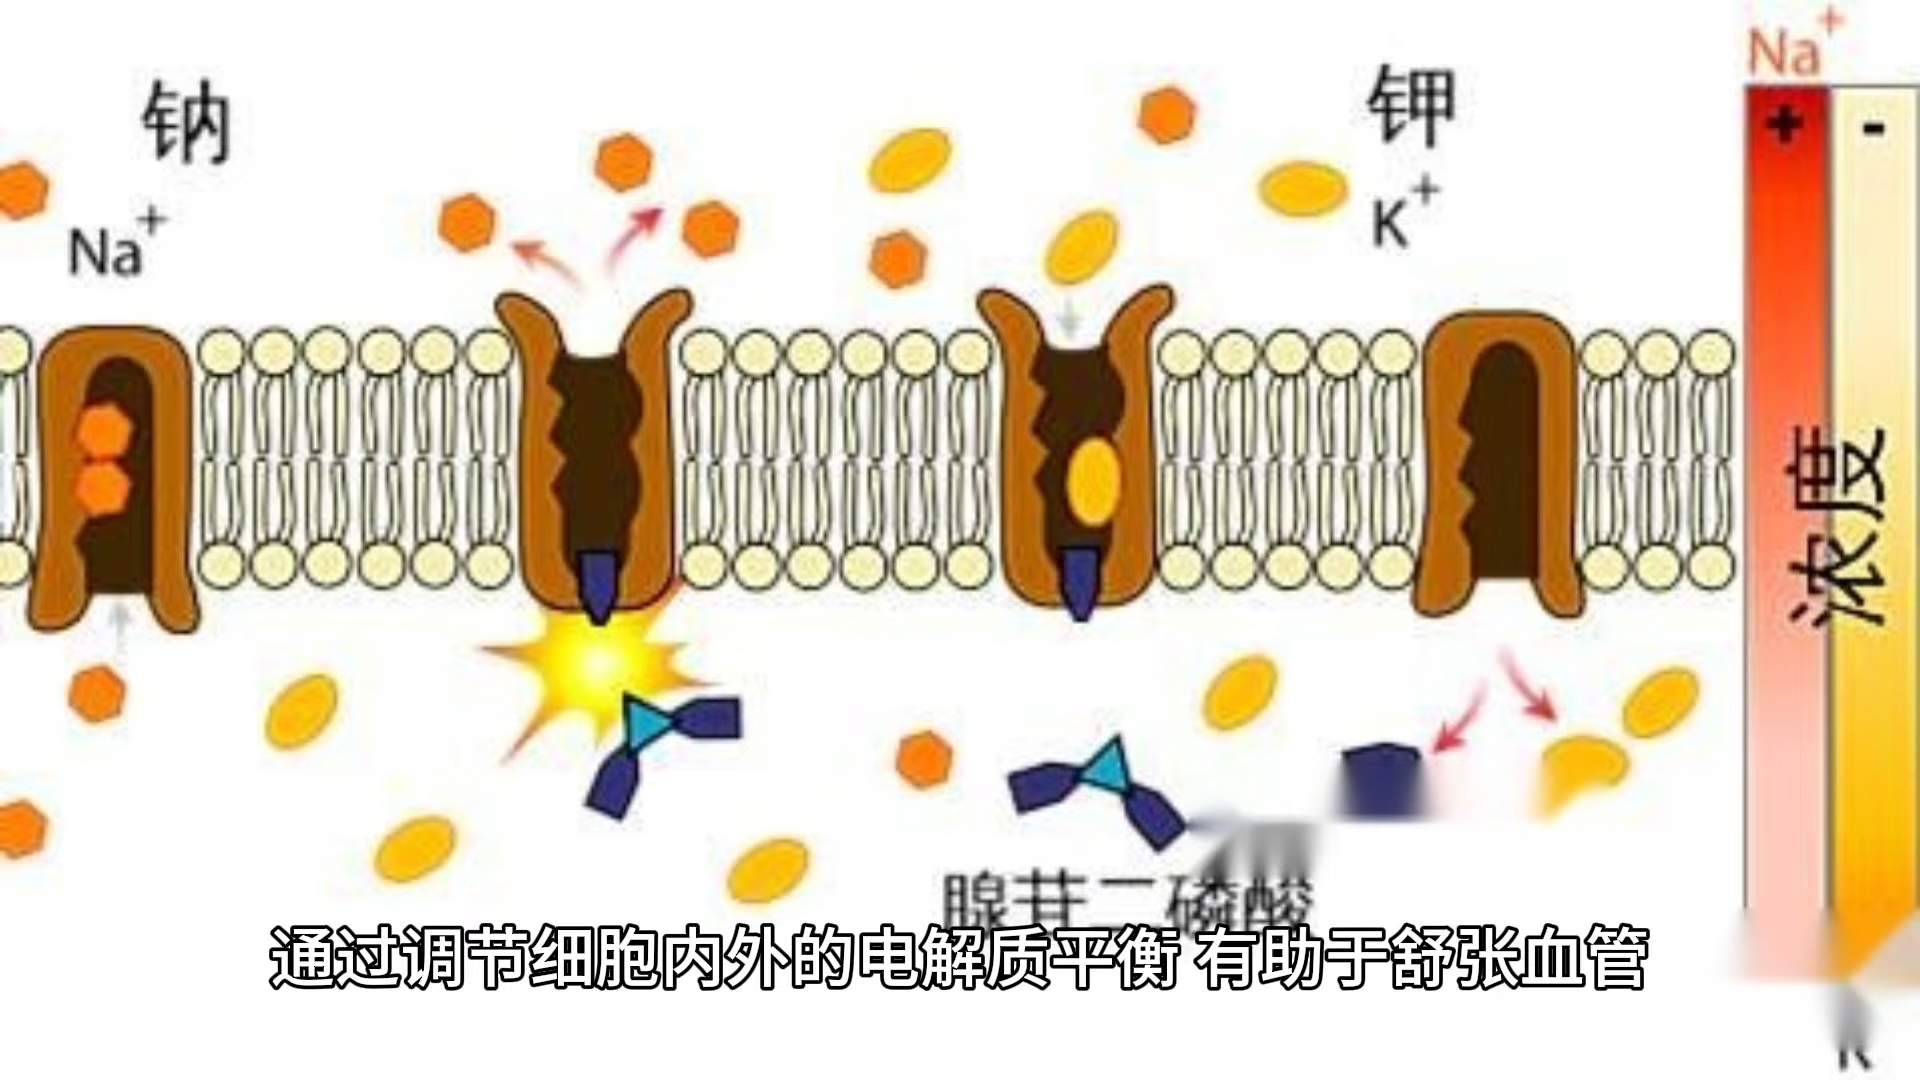 钠
Na+
钾
K+
Na+
+
-
浓度
腺苷二磷酸
通过调节细胞内外的电解质平衡 有助于舒张血管